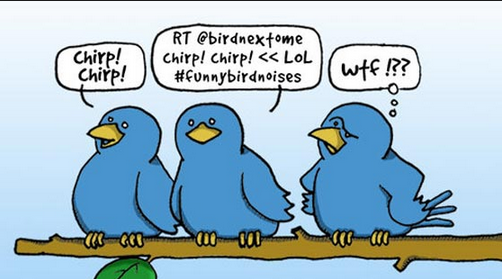 Chirp!
Chirp!
RT @birdnextome
Chirp! Chirp! << LoL
#funnybirdnoises
wtf !??